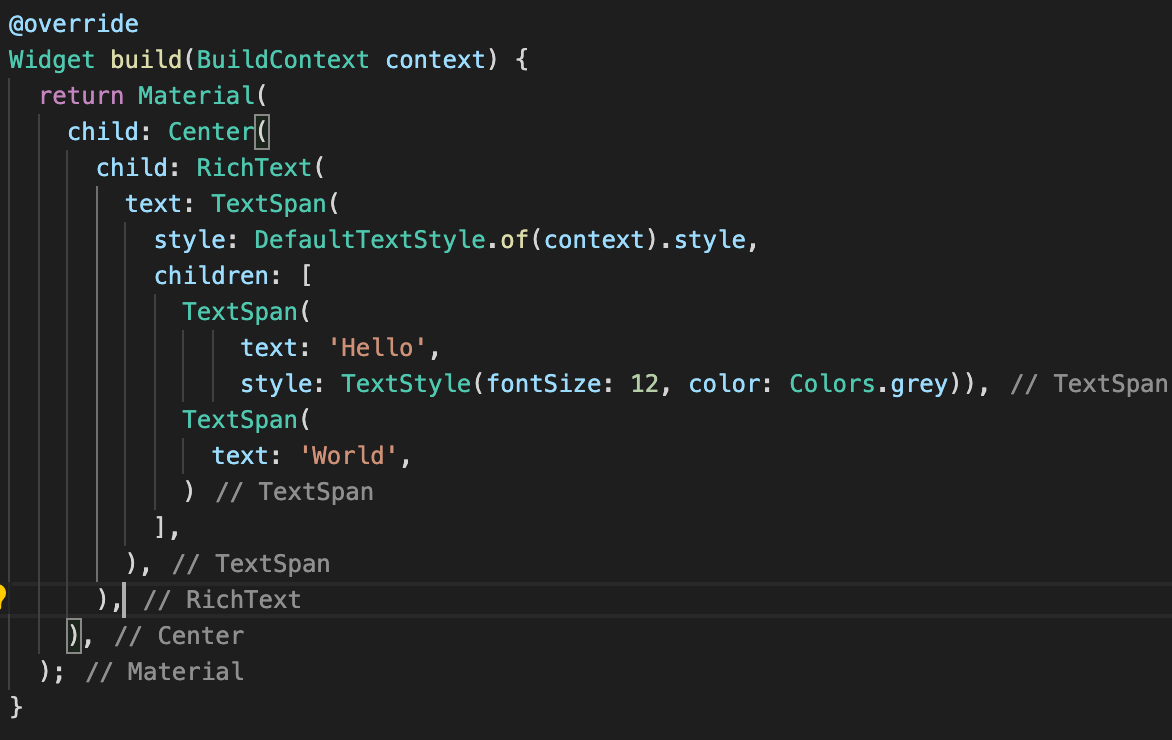 @override
Widget build(BuildContext context) {
return Material(
child: Center(
child: RichText(
text: TextSpan(
style: DefaultTextStyle.of(context).style,
children: [
TextSpan(
text: 'Hello',
style: TextStyle(fontSize: 12, color: Colors.grey)), // TextSpan
TextSpan(
text: 'World',
) // TextSpan
],
), // TextSpan
), // RichText
), // Center
); // Material
}